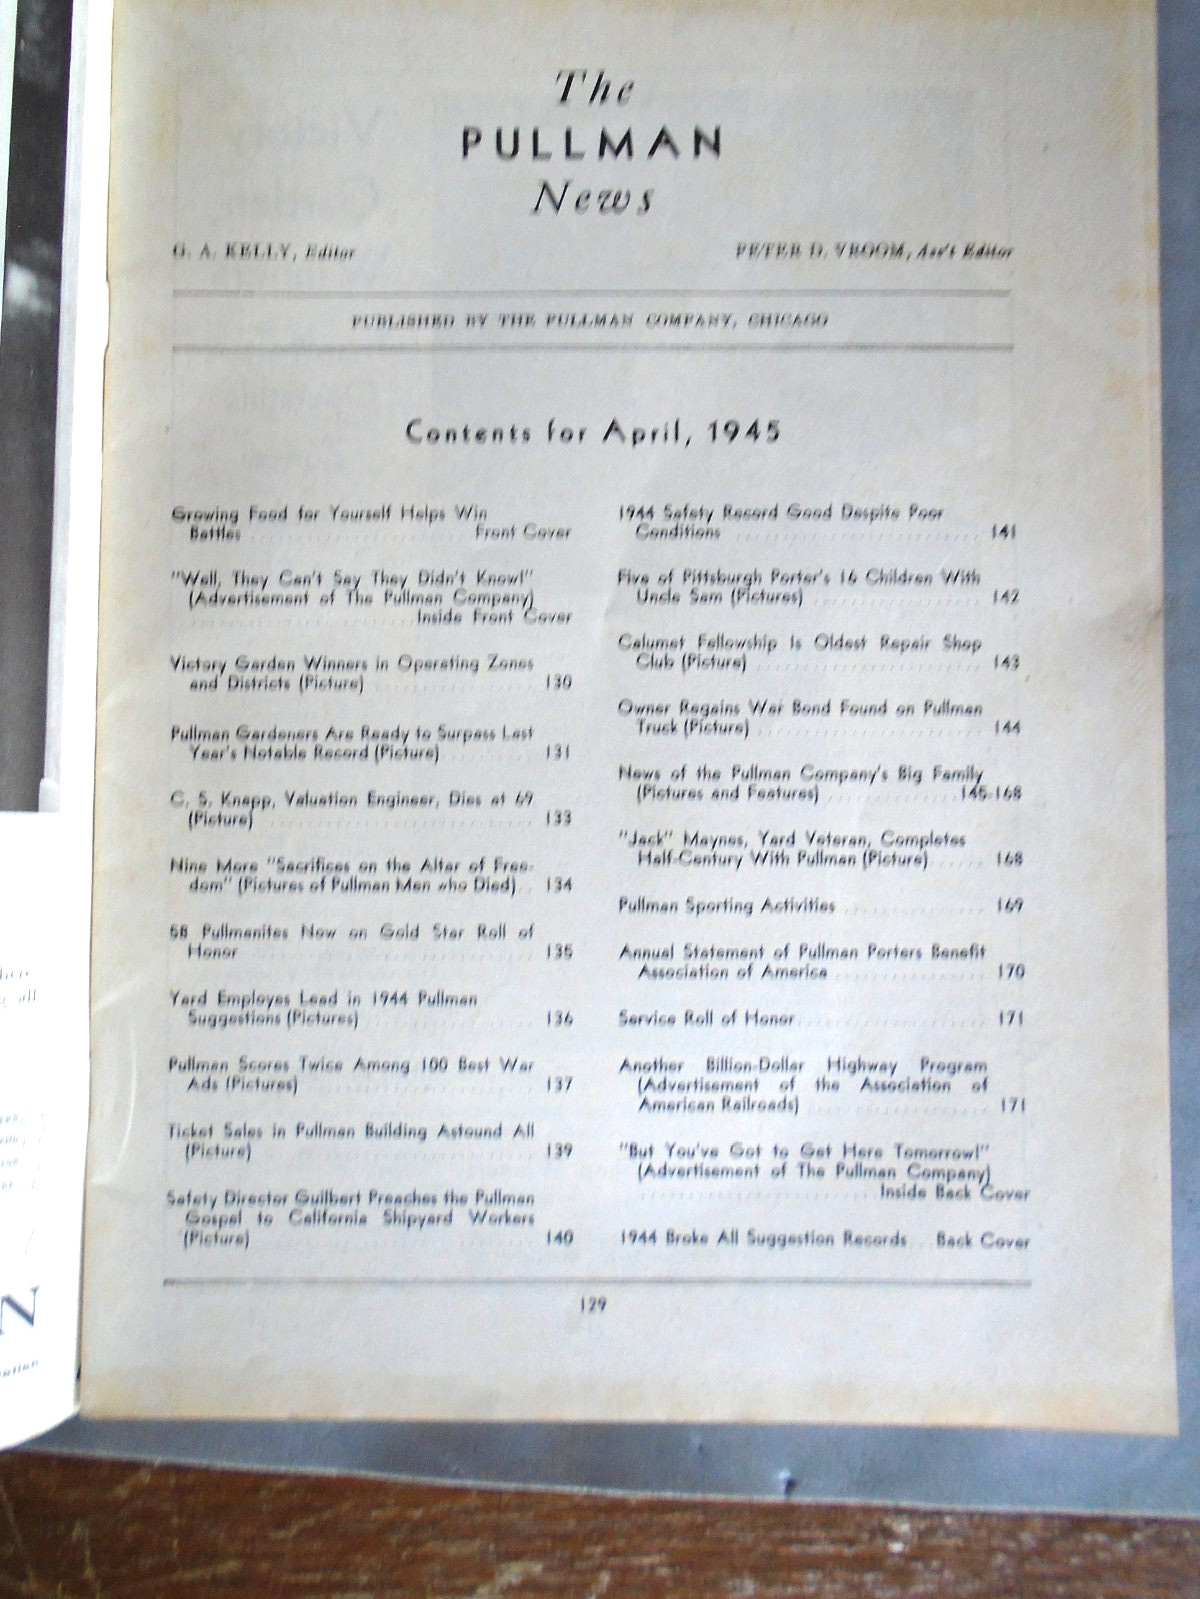 The
PULLMAN
News
G. A. KELLY, Editor
PETER D. VROOM, Ass't Editor
PUBLISHED BY THE PULLMAN COMPANY, CHICAGO
Contents for April, 1945
Growing Food for Yourself Helps Win
Battles ........ Front Cover
"Well, They Can't Say They Didn't Know!"
(Advertisement of The Pullman Company)
........ Inside Front Cover
Victory Garden Winners in Operating Zones
and Districts (Picture) ........ 130
Pullman Gardeners Are Ready to Surpass Last
Year's Notable Record (Picture) ........ 131
C. S. Knapp, Valuation Engineer, Dies at 69
(Picture) ........ 133
Nine More "Sacrifices on the Altar of Free-
dom" (Pictures of Pullman Men who Died) .. 134
58 Pullmanites Now on Gold Star Roll of
Honor ........ 135
Yard Employes Lead in 1944 Pullman
Suggestions (Pictures) ........ 136
Pullman Scores Twice Among 100 Best War
Ads (Pictures) ........ 137
Ticket Sales in Pullman Building Astound All
(Picture) ........ 139
Safety Director Guilbert Preaches the Pullman
Gospel to California Shipyard Workers
(Picture) ........ 140
1944 Safety Record Good Despite Poor
Conditions ........ 141
Five of Pittsburgh Porter's 16 Children With
Uncle Sam (Pictures) ........ 142
Calumet Fellowship Is Oldest Repair Shop
Club (Picture) ........ 143
Owner Regains War Bond Found on Pullman
Truck (Picture) ........ 144
News of the Pullman Company's Big Family
(Pictures and Features) ........ 145-168
"Jack" Maynes, Yard Veteran, Completes
Half-Century With Pullman (Picture) ........ 168
Pullman Sporting Activities ........ 169
Annual Statement of Pullman Porters Benefit
Association of America ........ 170
Service Roll of Honor ........ 171
Another Billion-Dollar Highway Program
(Advertisement of the Association of
American Railroads) ........ 171
"But You've Got to Get Here Tomorrow!"
(Advertisement of The Pullman Company)
........ Inside Back Cover
1944 Broke All Suggestion Records .. Back Cover
129
all
N